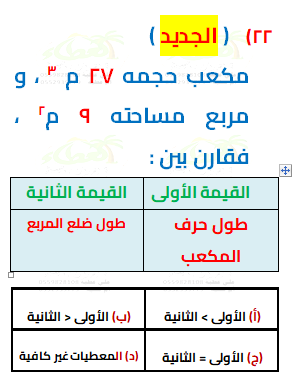 ٢٢) ( الجديد )
مكعب حجمه ٢٧ م ٣ ، و
مربع مساحته ٩ م٢ ،
فقارن بين :
القيمة الأولى القيمة الثانية
طول حرف طول ضلع المربع
المكعب
(أ) الأولى > الثانية (ب) الأولى < الثانية
(ج) الأولى = الثانية (د) المعطيات غير كافية